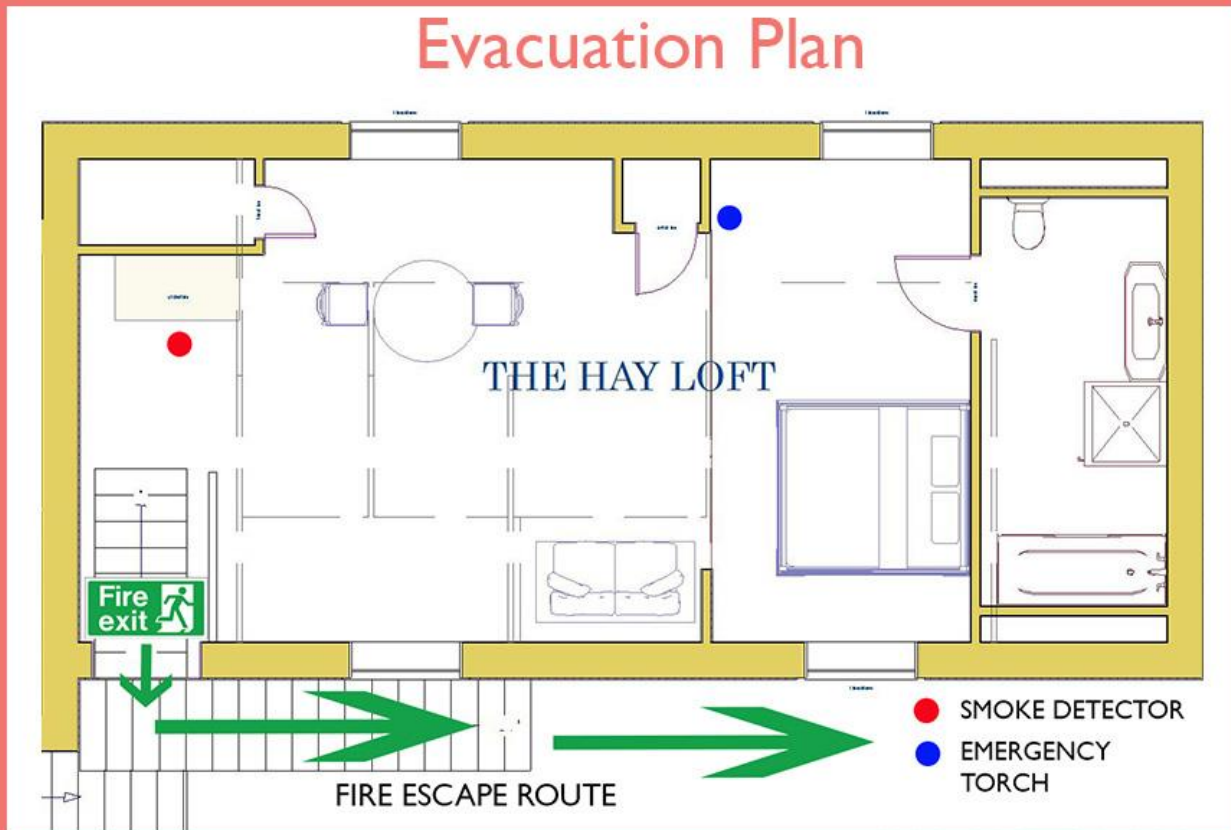 Evacuation Plan
THE HAY LOFT
Fire
exit
SMOKE DETECTOR
EMERGENCY
TORCH
FIRE ESCAPE ROUTE